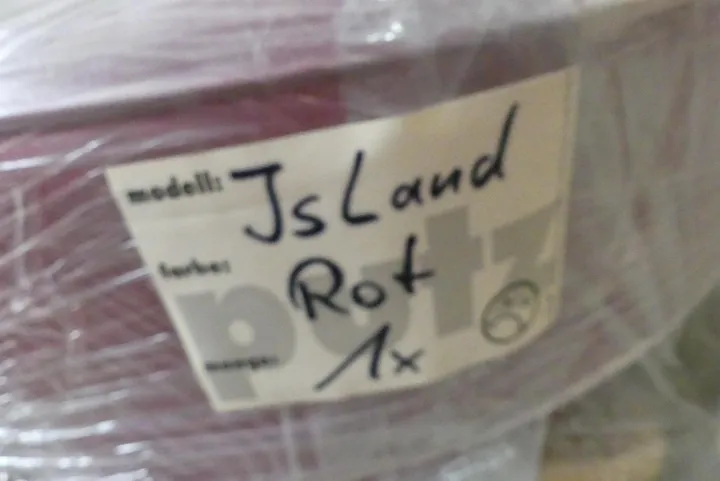 modell: JsLand
farbe: Rot
menge: 1x
putz